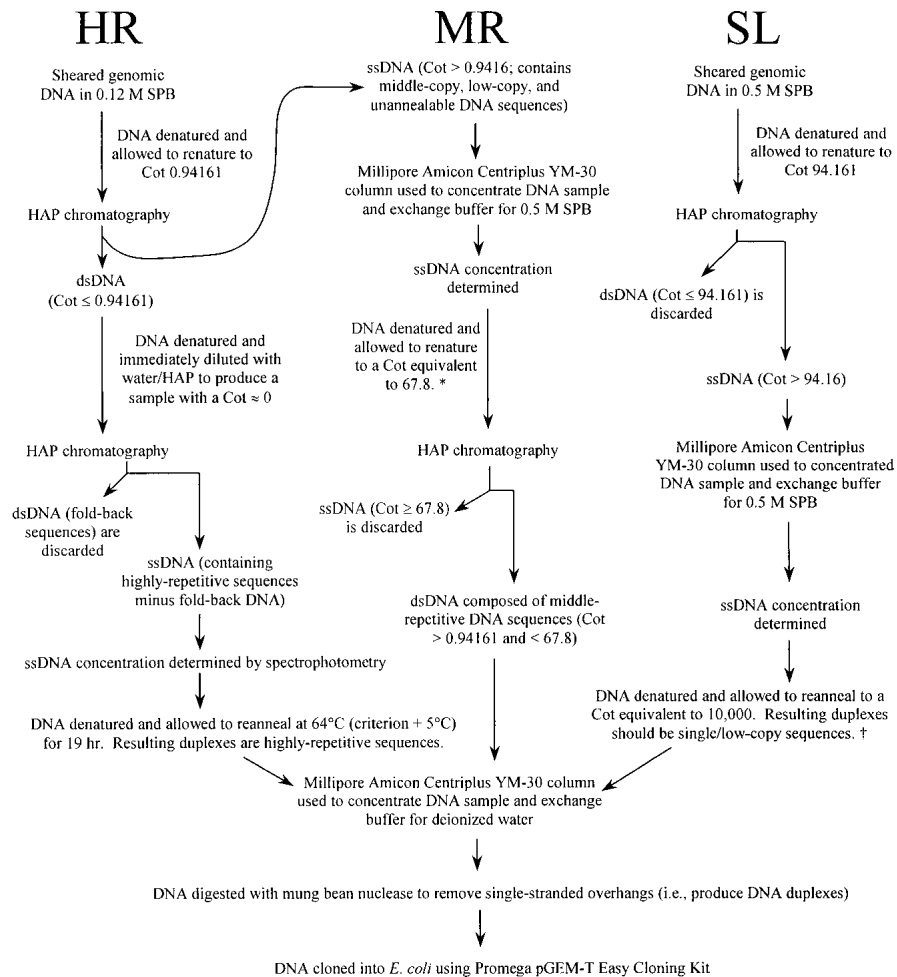 HR
Sheared genomic
DNA in 0.12 M SPB
DNA denatured and
allowed to renature to
Cot 0.94161
HAP chromatography
dsDNA
(Cot ≤ 0.94161)
DNA denatured and
immediately diluted with
water/HAP to produce a
sample with a Cot ≈ 0
HAP chromatography
dsDNA (fold-back
sequences) are
discarded
ssDNA (containing
highly-repetitive sequences
minus fold-back DNA)
ssDNA concentration determined by spectrophotometry
DNA denatured and allowed to reanneal at 64°C (criterion + 5°C)
for 19 hr. Resulting duplexes are highly-repetitive sequences.
MR
ssDNA (Cot > 0.9416; contains
middle-copy, low-copy, and
unannealable DNA sequences)
Millipore Amicon Centriplus YM-30
column used to concentrate DNA sample
and exchange buffer for 0.5 M SPB
ssDNA concentration
determined
DNA denatured and
allowed to renature
to a Cot equivalent
to 67.8. *
HAP chromatography
ssDNA (Cot ≥ 67.8)
is discarded
dsDNA composed of middle-
repetitive DNA sequences (Cot
> 0.94161 and < 67.8)
SL
Sheared genomic
DNA in 0.5 M SPB
DNA denatured and
allowed to renature to
Cot 94.161
HAP chromatography
dsDNA (Cot ≤ 94.161) is
discarded
ssDNA (Cot > 94.16)
Millipore Amicon Centriplus
YM-30 column used to concentrated
DNA sample and exchange buffer
for 0.5 M SPB
ssDNA concentration
determined
DNA denatured and allowed to reanneal to a
Cot equivalent to 10,000. Resulting duplexes
should be single/low-copy sequences. †
Millipore Amicon Centriplus YM-30 column
used to concentrate DNA sample and exchange
buffer for deionized water
DNA digested with mung bean nuclease to remove single-stranded overhangs (i.e., produce DNA duplexes)
DNA cloned into E. coli using Promega pGEM-T Easy Cloning Kit